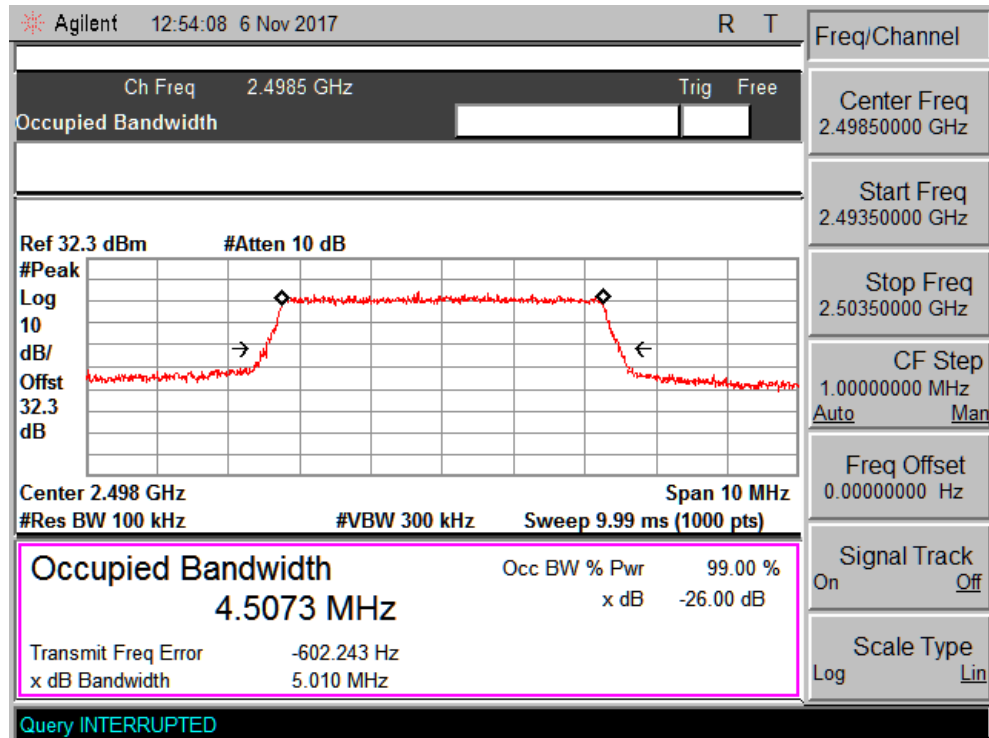 Agilent 12:54:08 6 Nov 2017 R T
Ch Freq 2.4985 GHz Trig Free
Occupied Bandwidth
Ref 32.3 dBm #Atten 10 dB
#Peak
Log
10
dB/
Offst
32.3
dB
Center 2.498 GHz Span 10 MHz
#Res BW 100 kHz #VBW 300 kHz Sweep 9.99 ms (1000 pts)
Occupied Bandwidth Occ BW % Pwr 99.00 %
4.5073 MHz x dB -26.00 dB
Transmit Freq Error -602.243 Hz
x dB Bandwidth 5.010 MHz
Query INTERRUPTED
Freq/Channel
Center Freq
2.49850000 GHz
Start Freq
2.49350000 GHz
Stop Freq
2.50350000 GHz
CF Step
1.00000000 MHz
Auto Man
Freq Offset
0.00000000 Hz
Signal Track
On Off
Scale Type
Log Lin